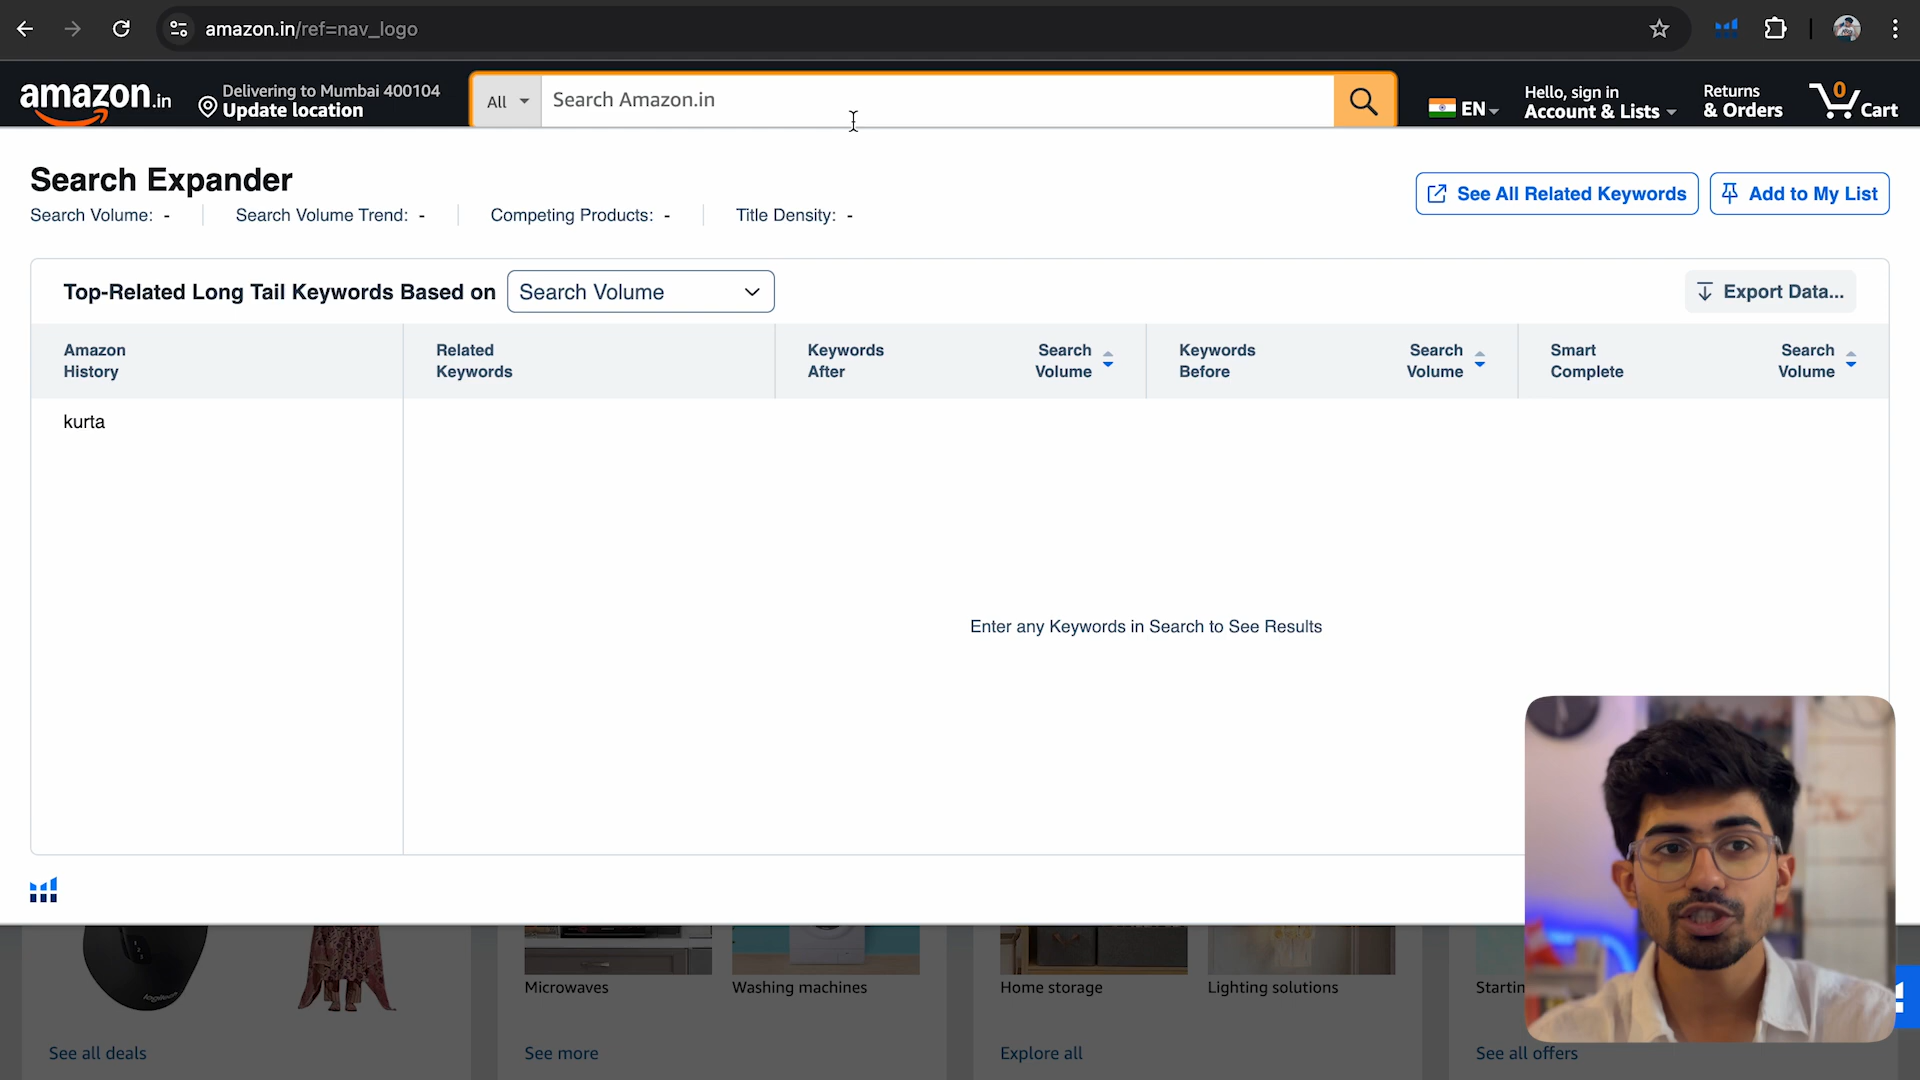 amazon.in/ref=nav_logo
amazon.in
Delivering to Mumbai 400104
Update location
All
Search Amazon.in
EN
Hello, sign in
Account & Lists
Returns
& Orders
0
Cart
Search Expander
Search Volume: -
Search Volume Trend: -
Competing Products: -
Title Density: -
See All Related Keywords
Add to My List
Top-Related Long Tail Keywords Based on
Search Volume
Export Data...
Amazon
History
Related
Keywords
Keywords
After
Search
Volume
Keywords
Before
Search
Volume
Smart
Complete
Search
Volume
kurta
Enter any Keywords in Search to See Results
Microwaves
Washing machines
Home storage
Lighting solutions
Startin
See all deals
See more
Explore all
See all offers